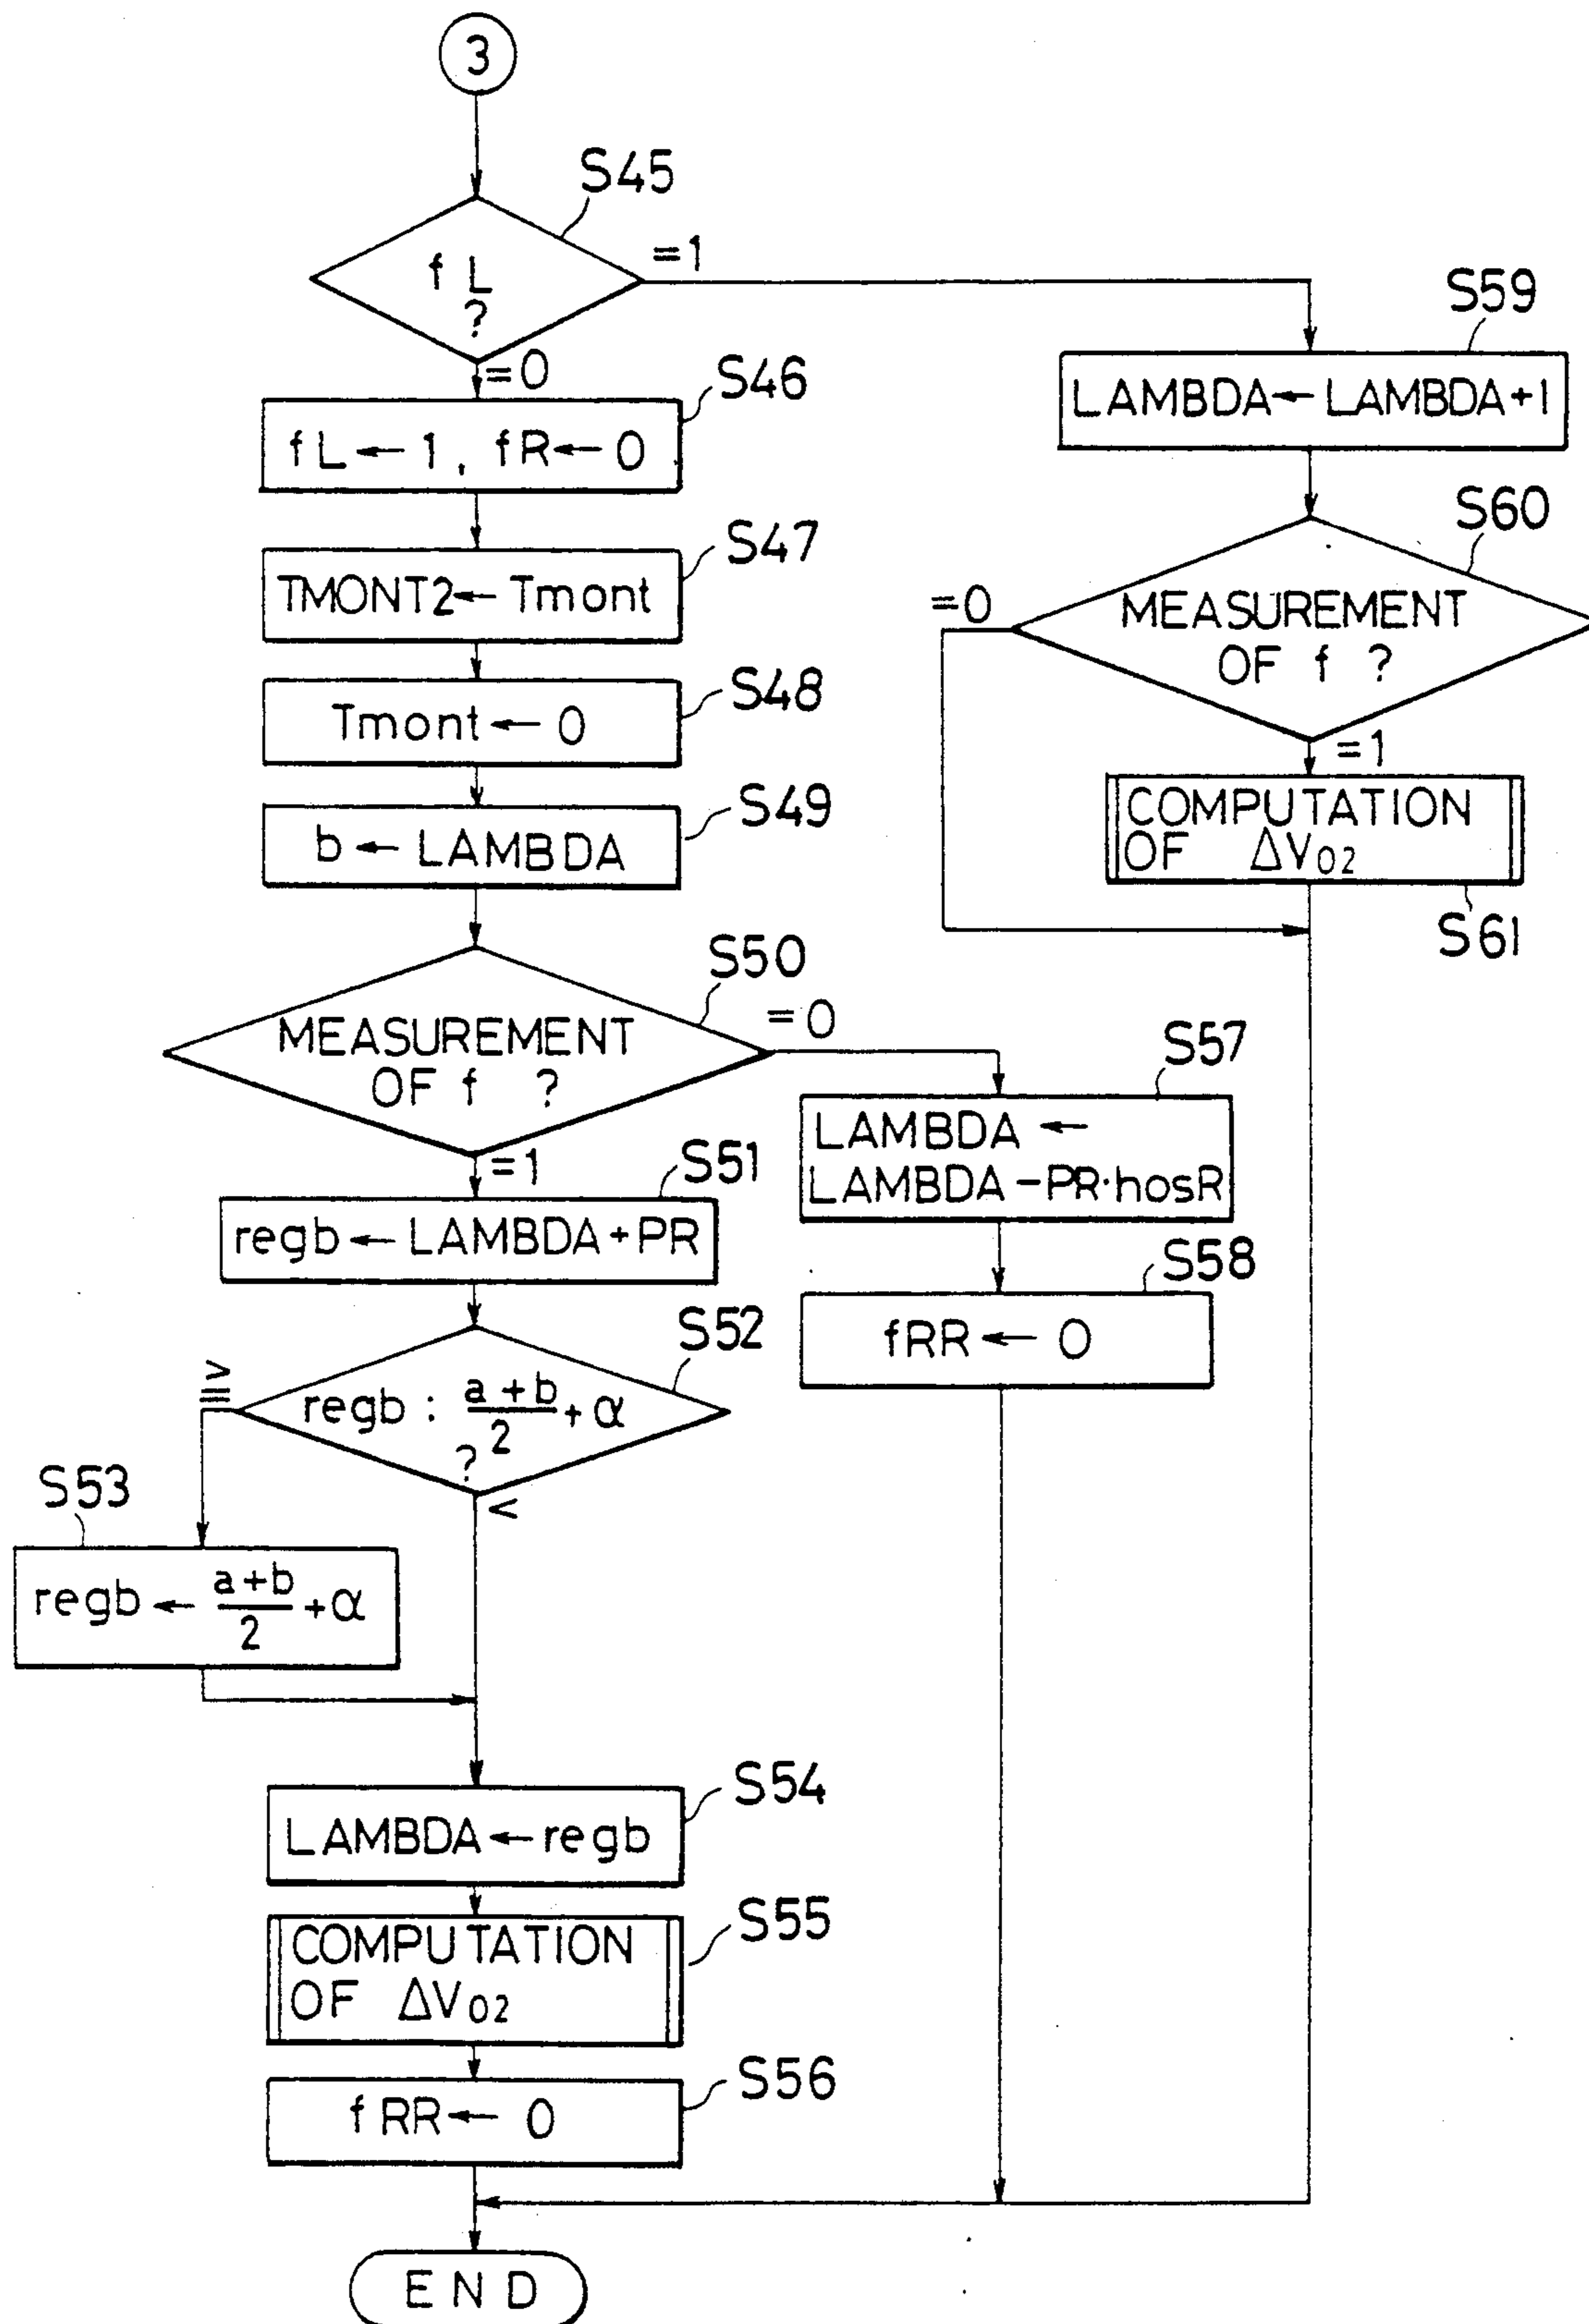 3
S45
f L
?
=1
=0
S46
fL ← 1, fR ← 0
S47
TMONT2 ← Tmont
S48
Tmont ← 0
S49
b ← LAMBDA
S50
MEASUREMENT
OF f ?
=0
=1
S51
regb ← LAMBDA + PR
S52
regb : a+b/2 + α
?
≧
<
S53
regb ← a+b/2 + α
S54
LAMBDA ← regb
S55
COMPUTATION
OF ΔV02
S56
fRR ← 0
END
S57
LAMBDA ←
LAMBDA - PR·hosR
S58
fRR ← 0
S59
LAMBDA ← LAMBDA + 1
S60
MEASUREMENT
OF f ?
=0
=1
COMPUTATION
OF ΔV02
S61